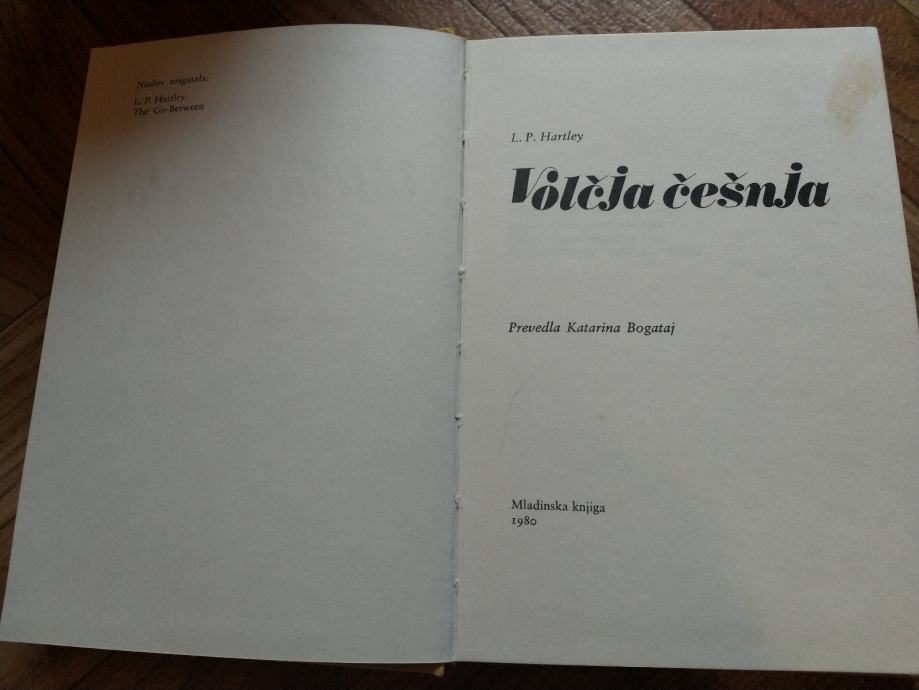 Naslov originala:
L. P. Hartley
The Go-Between
L. P. Hartley
Volčja češnja
Prevedla Katarina Bogataj
Mladinska knjiga
1980